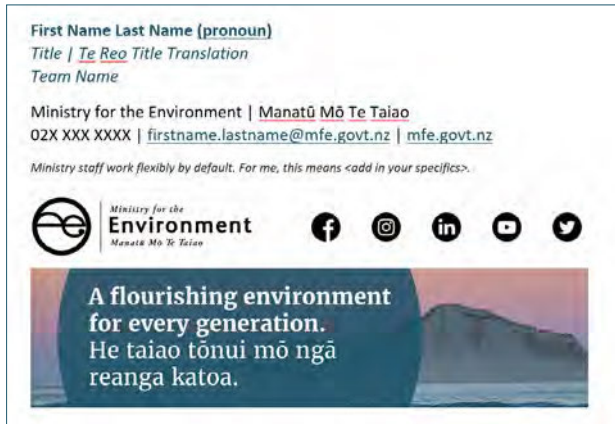 First Name Last Name (pronoun)
Title | Te Reo Title Translation
Team Name
Ministry for the Environment | Manatū Mō Te Taiao
02X XXX XXXX | firstname.lastname@mfe.govt.nz | mfe.govt.nz
Ministry staff work flexibly by default. For me, this means <add in your specifics>.
Ministry for the
Environment
Manatū Mō Te Taiao
A flourishing environment
for every generation.
He taiao tōnui mō ngā
reanga katoa.